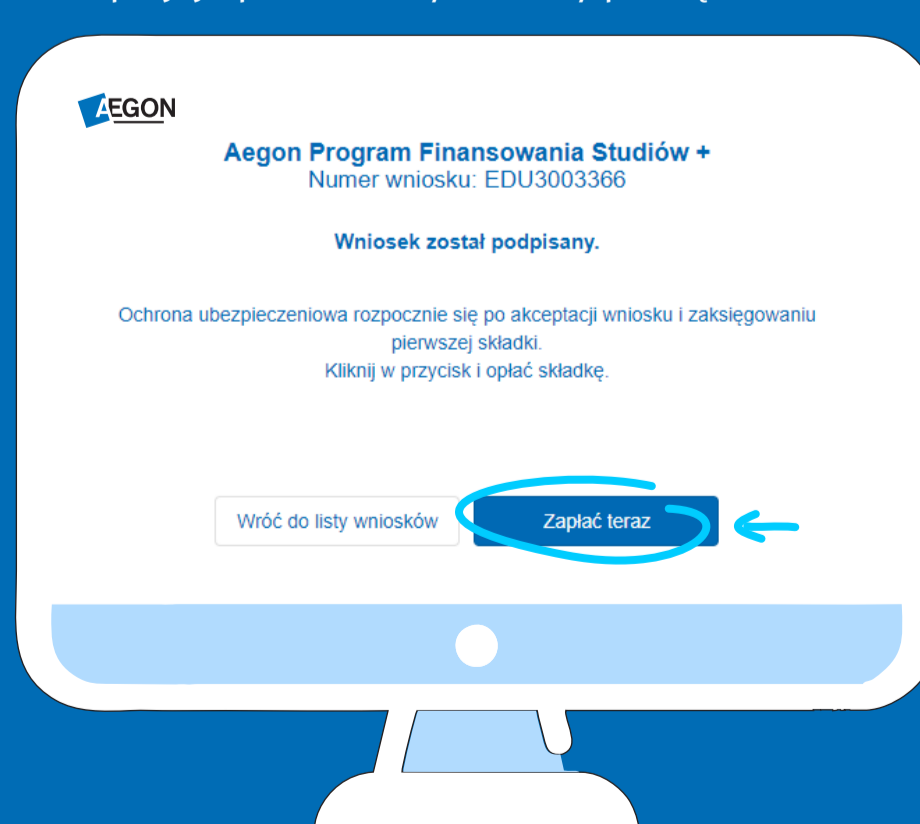 AEGON
Aegon Program Finansowania Studiów +
Numer wniosku: EDU3003366
Wniosek został podpisany.
Ochrona ubezpieczeniowa rozpocznie się po akceptacji wniosku i zaksięgowaniu
pierwszej składki.
Kliknij w przycisk i opłać składkę.
Wróć do listy wniosków
Zapłać teraz